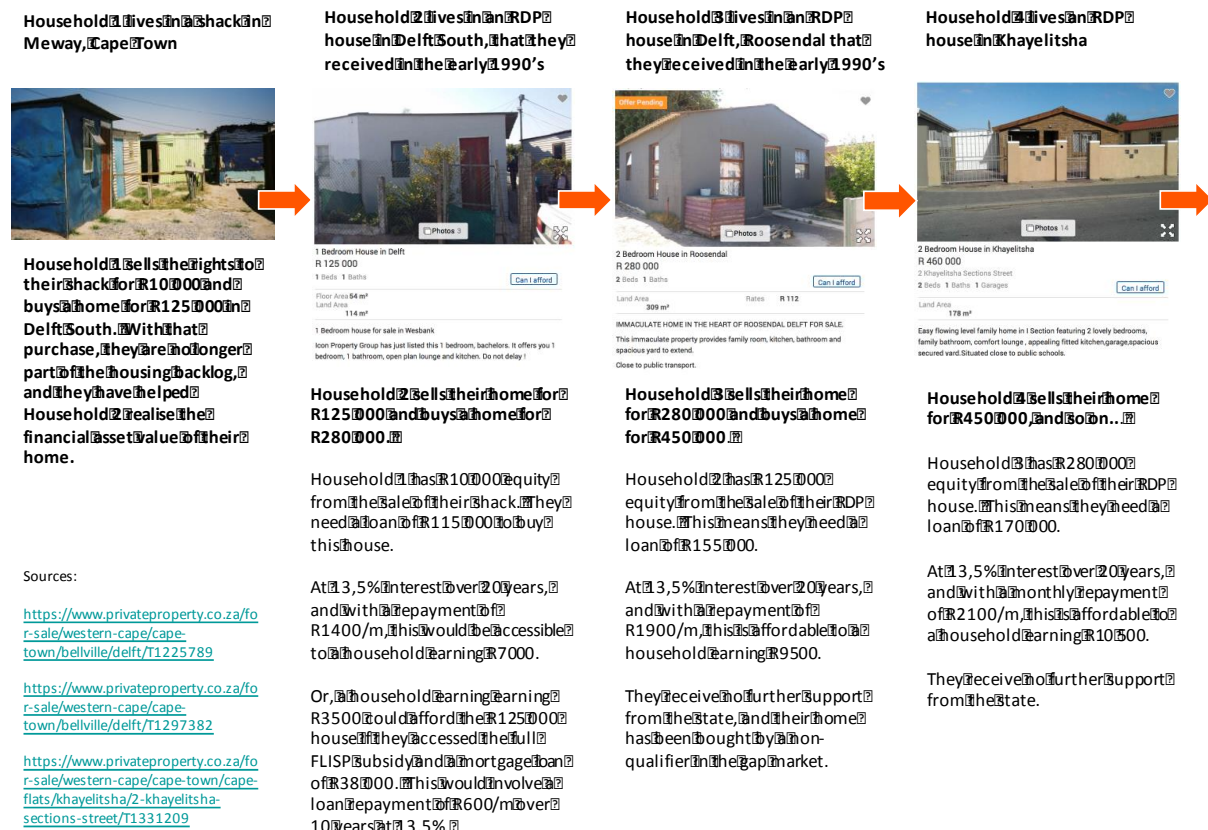 Household 1 lives in a shack in
Meway, Cape Town
Household 1 sells the rights to
their shack for R10 000 and
buys a home for R125 000 in
Delft South. With that
purchase, they are no longer
part of the housing backlog,
and they have helped
Household 2 realise the
financial asset value of their
home.
Sources:
https://www.privateproperty.co.za/fo
r-sale/western-cape/cape-
town/bellville/delft/T1225789
https://www.privateproperty.co.za/fo
r-sale/western-cape/cape-
town/bellville/delft/T1297382
https://www.privateproperty.co.za/fo
r-sale/western-cape/cape-town/cape-
flats/khayelitsha/2-khayelitsha-
sections-street/T1331209
Household 2 lives in an RDP
house in Delft South, that they
received in the early 1990's
Photos 3
1 Bedroom House in Delft
R 125 000
1 Beds 1 Baths
Can I afford
Floor Area 54 m²
Land Area
114 m²
1 Bedroom house for sale in Wesbank
Icon Property Group has just listed this 1 bedroom, bachelors. It offers you 1
bedroom, 1 bathroom, open plan lounge and kitchen. Do not delay !
Household 2 sells their home for
R125 000 and buys a home for
R280 000.
Household 1 has R10 000 equity
from the sale of their shack. They
need a loan of R115 000 to buy
this house.
At 13,5% interest over 20 years,
and with a repayment of
R1400/m, this would be accessible
to a household earning R7000.
Or, a household earning earning
R3500 could afford the R125 000
house if they accessed the full
FLISP subsidy and a mortgage loan
of R38 000. This would involve a
loan repayment of R600/m over
10 years at 13,5%.
Household 3 lives in an RDP
house in Delft, Roosendal that
they received in the early 1990's
Offer Pending
Photos 3
2 Bedroom House in Roosendal
R 280 000
2 Beds 1 Baths
Can I afford
Land Area Rates R 112
309 m²
IMMACULATE HOME IN THE HEART OF ROOSENDAL DELFT FOR SALE.
This immaculate property provides family room, kitchen, bathroom and
spacious yard to extend.
Close to public transport.
Household 3 sells their home
for R280 000 and buys a home
for R450 000.
Household 2 has R125 000
equity from the sale of their RDP
house. This means they need a
loan of R155 000.
At 13,5% interest over 20 years,
and with a repayment of
R1900/m, this is affordable to a
household earning R9500.
They receive no further support
from the state, and their home
has been bought by a non-
qualifier in the gap market.
Household 4 lives an RDP
house in Khayelitsha
Photos 14
2 Bedroom House in Khayelitsha
R 460 000
2 Khayelitsha Sections Street
2 Beds 1 Baths 1 Garages
Can I afford
Land Area
178 m²
Easy flowing level family home in I Section featuring 2 lovely bedrooms,
family bathroom, comfort lounge , appealing fitted kitchen,garage,spacious
secured yard.Situated close to public schools.
Household 4 sells their home
for R450 000, and so on...
Household 3 has R280 000
equity from the sale of their RDP
house. This means they need a
loan of R170 000.
At 13,5% interest over 20 years,
and with a monthly repayment
of R2100/m, this is affordable to
a household earning R10 500.
They receive no further support
from the state.